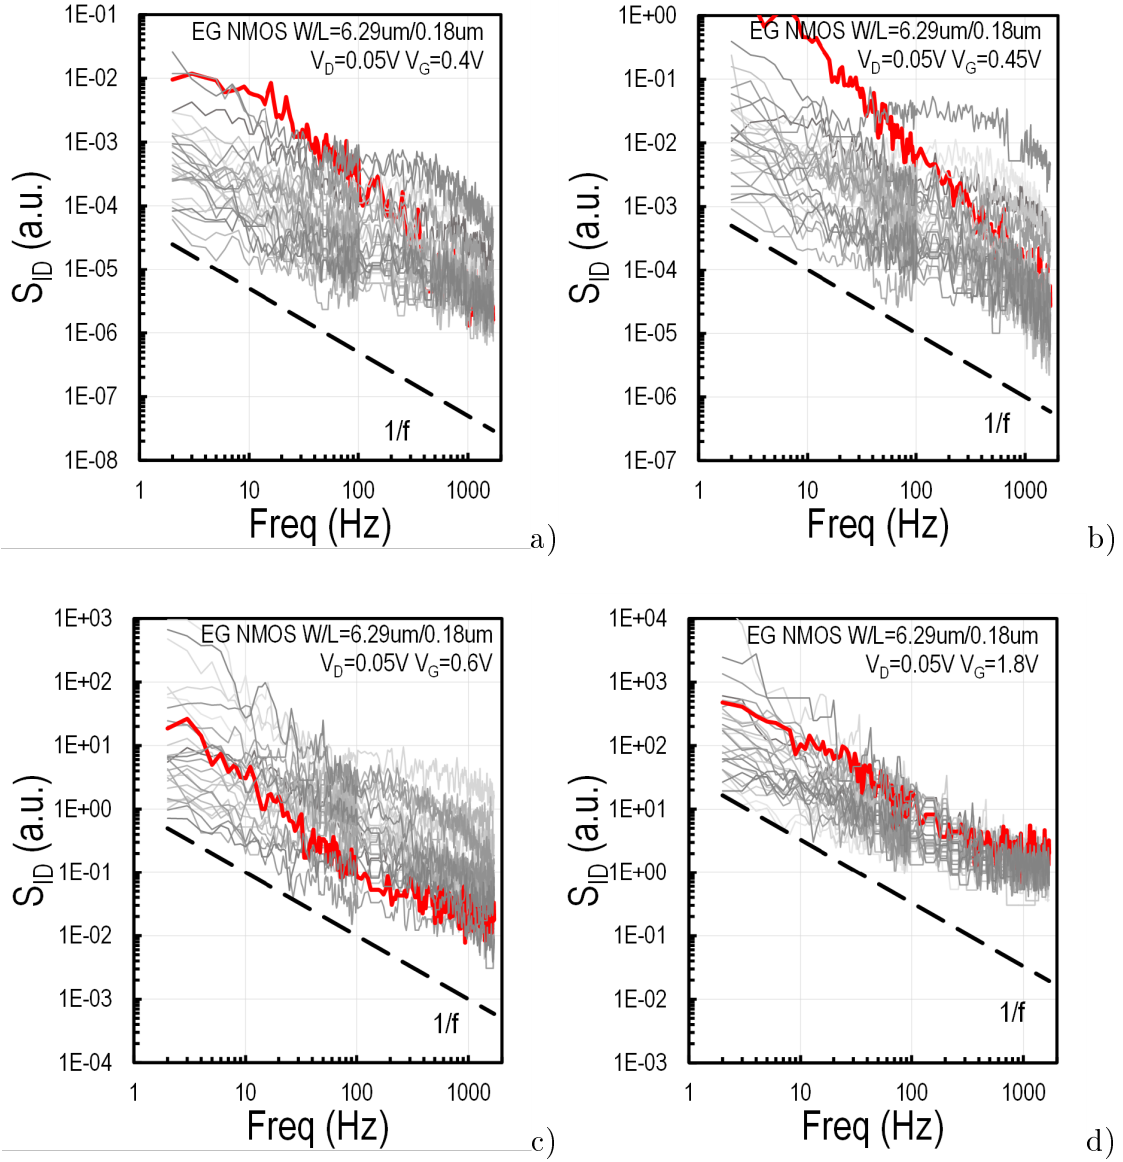 EG NMOS W/L=6.29um/0.18um
VD=0.05V VG=0.4V
1E-01
1E-02
1E-03
1E-04
1E-05
1E-06
1E-07
1E-08
SID (a.u.)
1/f
1 10 100 1000
Freq (Hz)
a)
EG NMOS W/L=6.29um/0.18um
VD=0.05V VG=0.45V
1E+00
1E-01
1E-02
1E-03
1E-04
1E-05
1E-06
1E-07
SID (a.u.)
1/f
1 10 100 1000
Freq (Hz)
b)
EG NMOS W/L=6.29um/0.18um
VD=0.05V VG=0.6V
1E+03
1E+02
1E+01
1E+00
1E-01
1E-02
1E-03
1E-04
SID (a.u.)
1/f
1 10 100 1000
Freq (Hz)
c)
EG NMOS W/L=6.29um/0.18um
VD=0.05V VG=1.8V
1E+04
1E+03
1E+02
1E+01
1E+00
1E-01
1E-02
1E-03
SID (a.u.)
1/f
1 10 100 1000
Freq (Hz)
d)